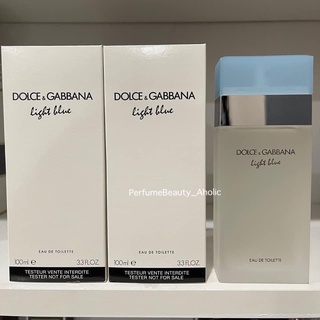 DOLCE & GABBANA
light blue
EAU DE TOILETTE
100ml e 3.3 FL.OZ.
TESTEUR VENTE INTERDITE
TESTER NOT FOR SALE
DOLCE & GABBANA
light blue
EAU DE TOILETTE
100ml e 3.3 FL.OZ.
TESTEUR VENTE INTERDITE
TESTER NOT FOR SALE
DOLCE & GABBANA
light blue
EAU DE TOILETTE
PerfumeBeauty_Aholic